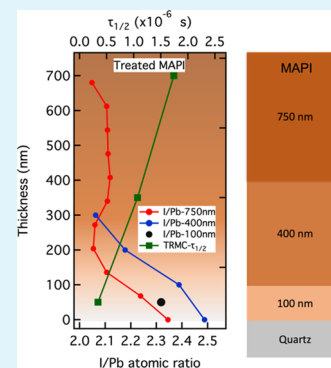 τ1/2 (x10⁻⁶ s)
0.0 0.5 1.0 1.5 2.0 2.5
Treated MAPI
Thickness (nm)
700
600
500
400
300
200
100
0
I/Pb-750nm
I/Pb-400nm
I/Pb-100nm
TRMC-τ1/2
2.0 2.1 2.2 2.3 2.4 2.5 2.6
I/Pb atomic ratio
MAPI
750 nm
400 nm
100 nm
Quartz